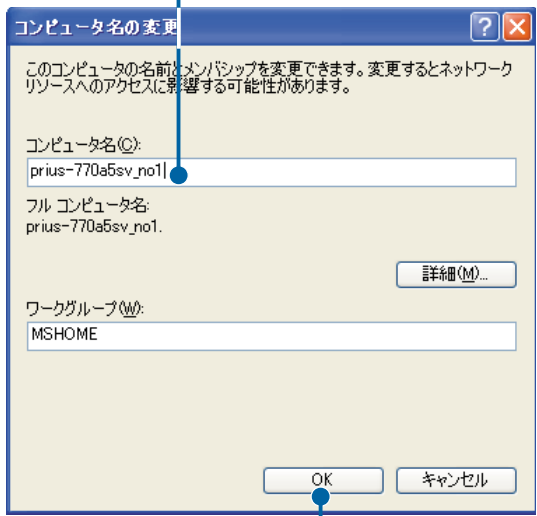 コンピュータ名の変更
このコンピュータの名前とメンバシップを変更できます。変更するとネットワーク
リソースへのアクセスに影響する可能性があります。
コンピュータ名(C):
prius-770a5sv_no1
フル コンピュータ名:
prius-770a5sv_no1.
詳細(M)...
ワークグループ(W):
MSHOME
OK キャンセル